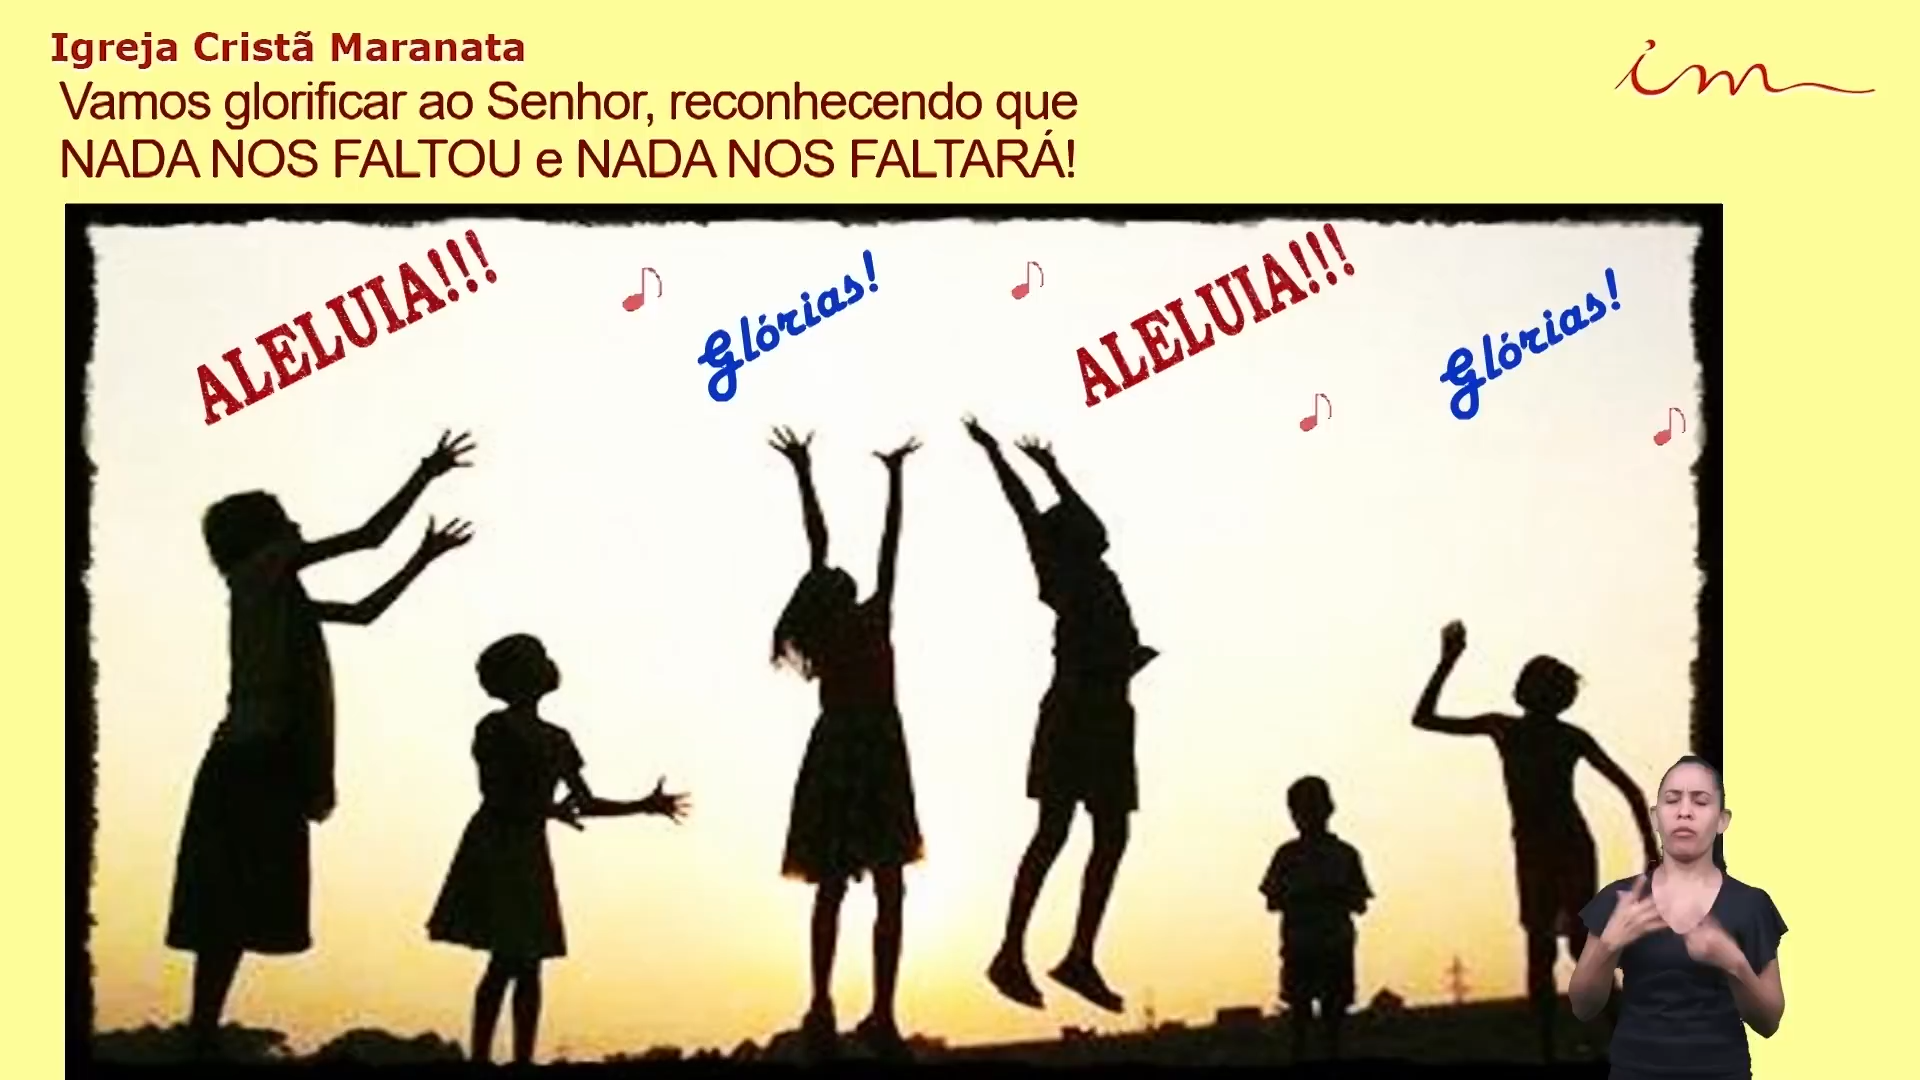 Igreja Cristã Maranata
im
Vamos glorificar ao Senhor, reconhecendo que
NADA NOS FALTOU e NADA NOS FALTARÁ!
ALELUIA!!!
Glórias!
ALELUIA!!!
Glórias!